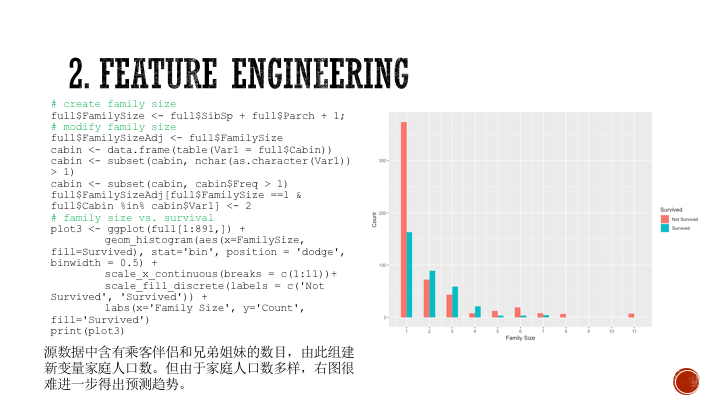 2. FEATURE ENGINEERING
# create family size
full$FamilySize <- full$SibSp + full$Parch + 1;
# modify family size
full$FamilySizeAdj <- full$FamilySize
cabin <- data.frame(table(Var1 = full$Cabin))
cabin <- subset(cabin, nchar(as.character(Var1))
> 1)
cabin <- subset(cabin, cabin$Freq > 1)
full$FamilySizeAdj[full$FamilySize ==1 &
full$Cabin %in% cabin$Var1] <- 2
# family size vs. survival
plot3 <- ggplot(full[1:891,]) +
geom_histogram(aes(x=FamilySize,
fill=Survived), stat='bin', position = 'dodge',
binwidth = 0.5) +
scale_x_continuous(breaks = c(1:11))+
scale_fill_discrete(labels = c('Not
Survived', 'Survived')) +
labs(x='Family Size', y='Count',
fill='Survived')
print(plot3)
源数据中含有乘客伴侣和兄弟姐妹的数目，由此组建
新变量家庭人口数。但由于家庭人口数多样，右图很
难进一步得出预测趋势。
Count
300
200
100
0
1 2 3 4 5 6 7 8 9 10 11
Family Size
Survived
Not Survived
Survived